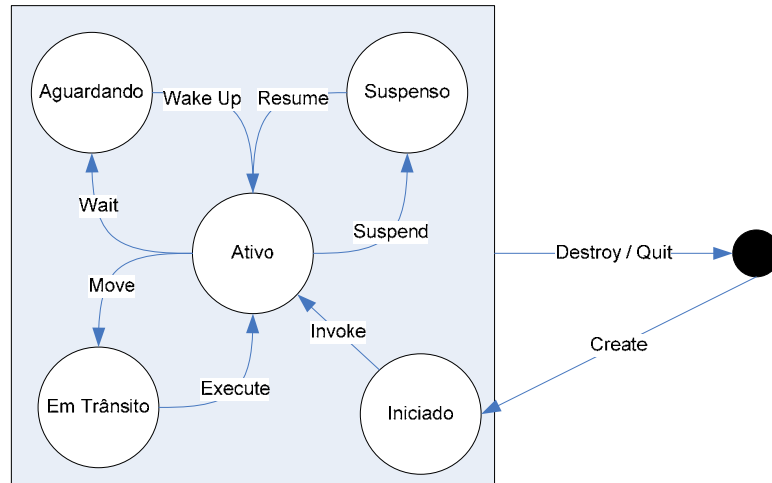 Aguardando
Wake Up
Resume
Suspenso
Wait
Ativo
Suspend
Destroy / Quit
Move
Invoke
Create
Em Trânsito
Execute
Iniciado